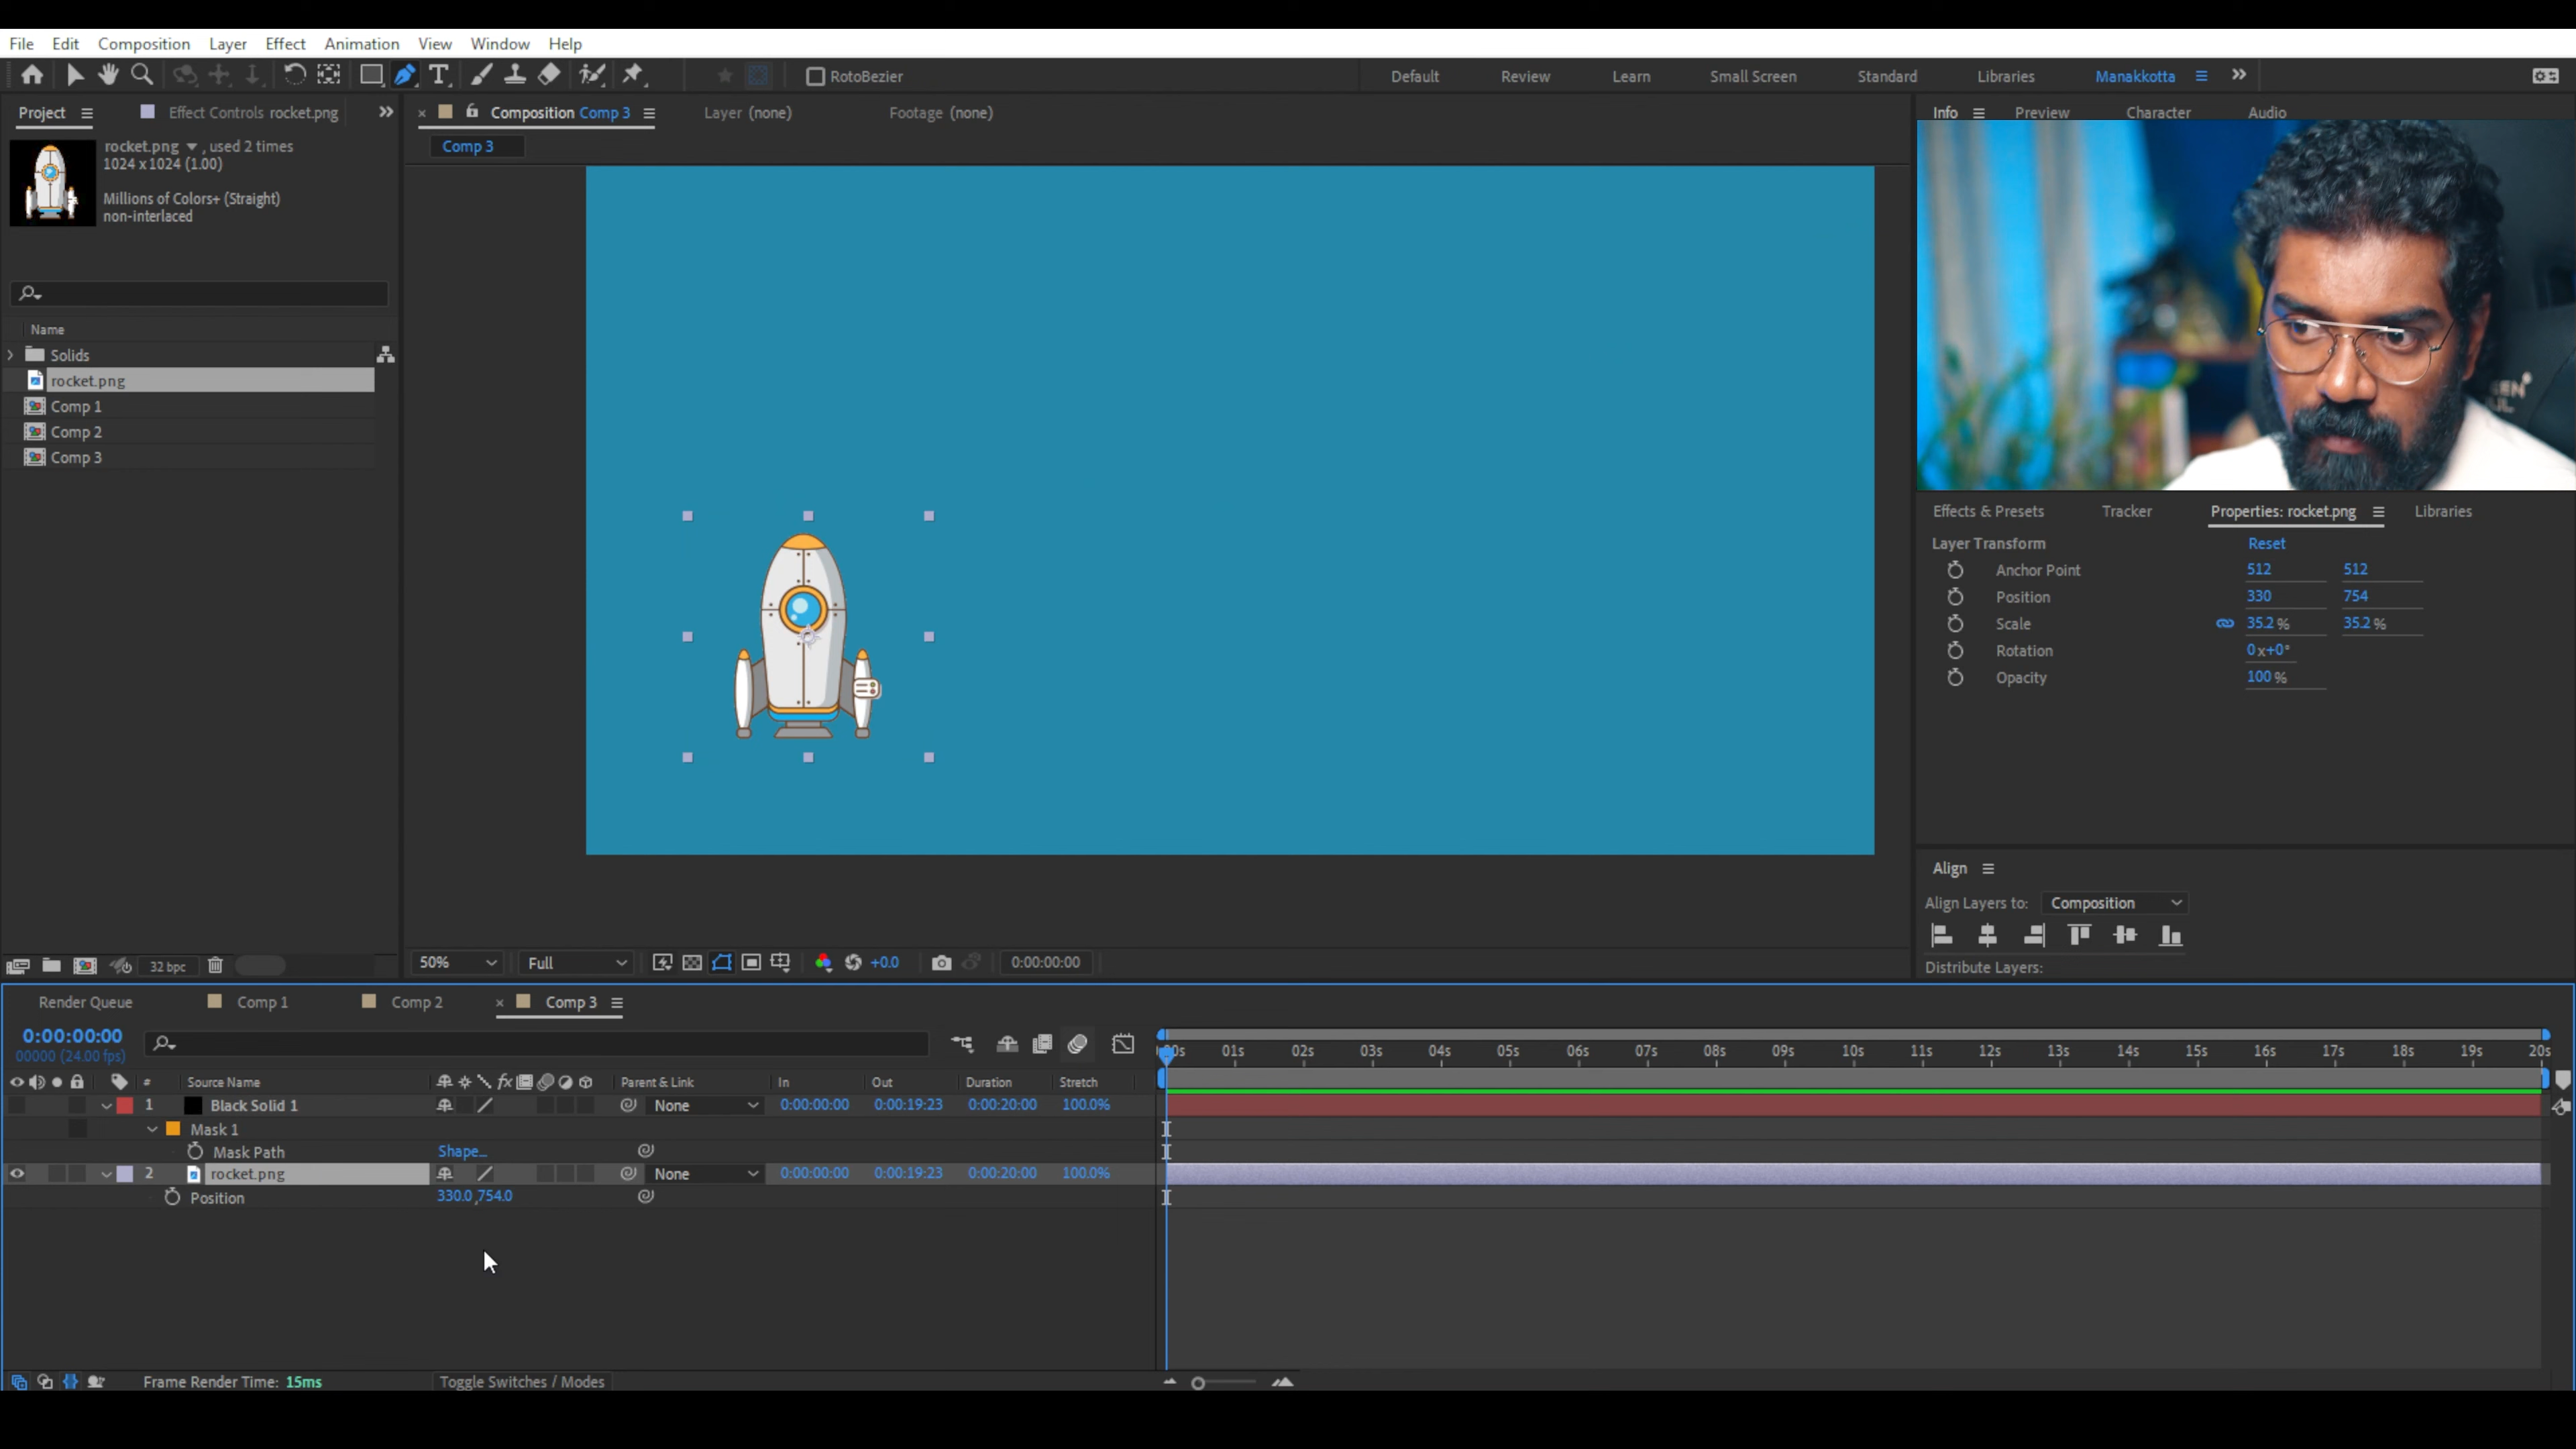 File Edit Composition Layer Effect Animation View Window Help
RotoBezier Default Review Learn Small Screen Standard Libraries Manakkotta
Project Effect Controls rocket.png Composition Comp 3 Layer (none) Footage (none) Info Preview Character Audio
rocket.png , used 2 times
1024 x 1024 (1.00)
Millions of Colors+ (Straight)
non-interlaced
Comp 3
Name
Solids
rocket.png
Comp 1
Comp 2
Comp 3
Effects & Presets Tracker Properties: rocket.png Libraries
Layer Transform Reset
Anchor Point 512 512
Position 330 754
Scale 35.2 % 35.2 %
Rotation 0x+0°
Opacity 100 %
Align
Align Layers to: Composition
Distribute Layers:
32 bpc 50% Full +0.0 0:00:00:00
Render Queue Comp 1 Comp 2 × Comp 3
0:00:00:00
00000 (24.00 fps)
:00s 01s 02s 03s 04s 05s 06s 07s 08s 09s 10s 11s 12s 13s 14s 15s 16s 17s 18s 19s 20s
# Source Name fx Parent & Link In Out Duration Stretch
1 Black Solid 1 None 0:00:00:00 0:00:19:23 0:00:20:00 100.0%
Mask 1
Mask Path Shape...
2 rocket.png None 0:00:00:00 0:00:19:23 0:00:20:00 100.0%
Position 330.0,754.0
Frame Render Time: 15ms Toggle Switches / Modes